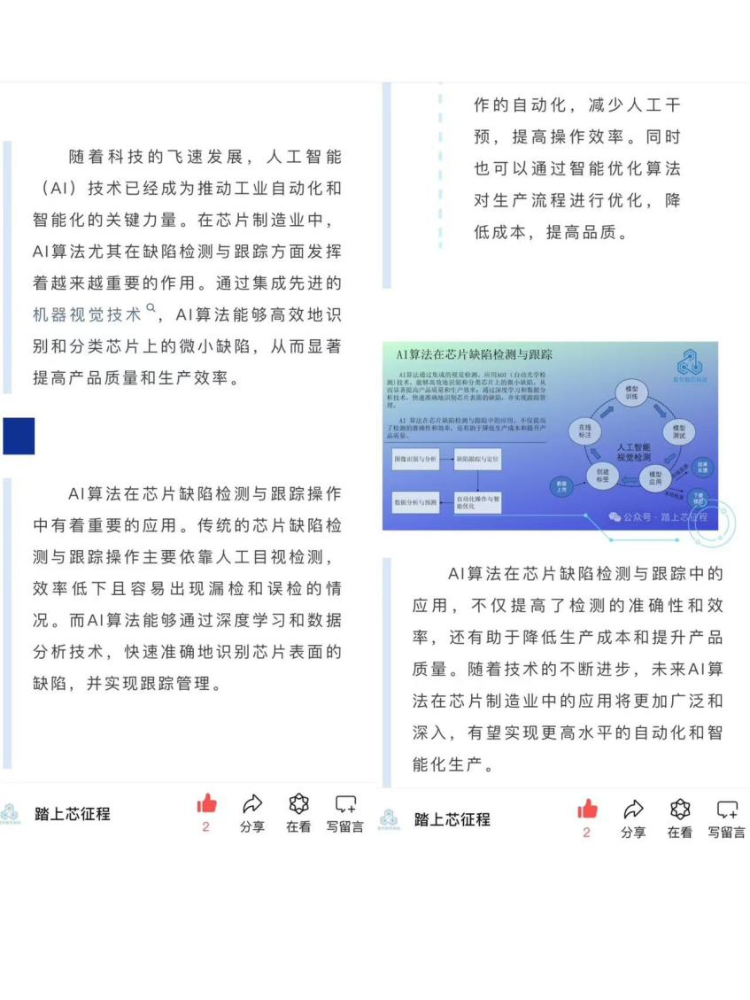 随着科技的飞速发展，人工智能
（AI）技术已经成为推动工业自动化和
智能化的关键力量。在芯片制造业中，
AI算法尤其在缺陷检测与跟踪方面发挥
着越来越重要的作用。通过集成先进的
机器视觉技术，AI算法能够高效地识
别和分类芯片上的微小缺陷，从而显著
提高产品质量和生产效率。
AI算法在芯片缺陷检测与跟踪操作
中有着重要的应用。传统的芯片缺陷检
测与跟踪操作主要依靠人工目视检测，
效率低下且容易出现漏检和误检的情
况。而AI算法能够通过深度学习和数据
分析技术，快速准确地识别芯片表面的
缺陷，并实现跟踪管理。
踏上芯征程
2
分享
在看
写留言
作的自动化，减少人工干
预，提高操作效率。同时
也可以通过智能优化算法
对生产流程进行优化，降
低成本，提高品质。
AI算法在芯片缺陷检测与跟踪
AI算法通过集成的视觉检测，应用AOI（自动光学检
测)技术，能够高效地识别和分类芯片上的微小缺陷，从
而显著提高产品质量和生产效率；通过深度学习和数据分
析技术，快速准确地识别芯片表面的缺陷，并实现跟踪管
理。
AI 算法在芯片缺陷检测与跟踪中的应用，不仅提高
了检测的准确性和效率，还有助于降低生产成本和提升产
品质量。
图像识别与分析
缺陷跟踪与定位
数据分析与预测
自动化操作与智
能优化
模型
训练
在线
标注
模型
测试
人工智能
视觉检测
创建
标签
模型
应用
数据
上传
结果
反馈
下载
模型
公众号 · 踏上芯征程
AI算法在芯片缺陷检测与跟踪中的
应用，不仅提高了检测的准确性和效
率，还有助于降低生产成本和提升产品
质量。随着技术的不断进步，未来AI算
法在芯片制造业中的应用将更加广泛和
深入，有望实现更高水平的自动化和智
能化生产。
踏上芯征程
2
分享
在看
写留言